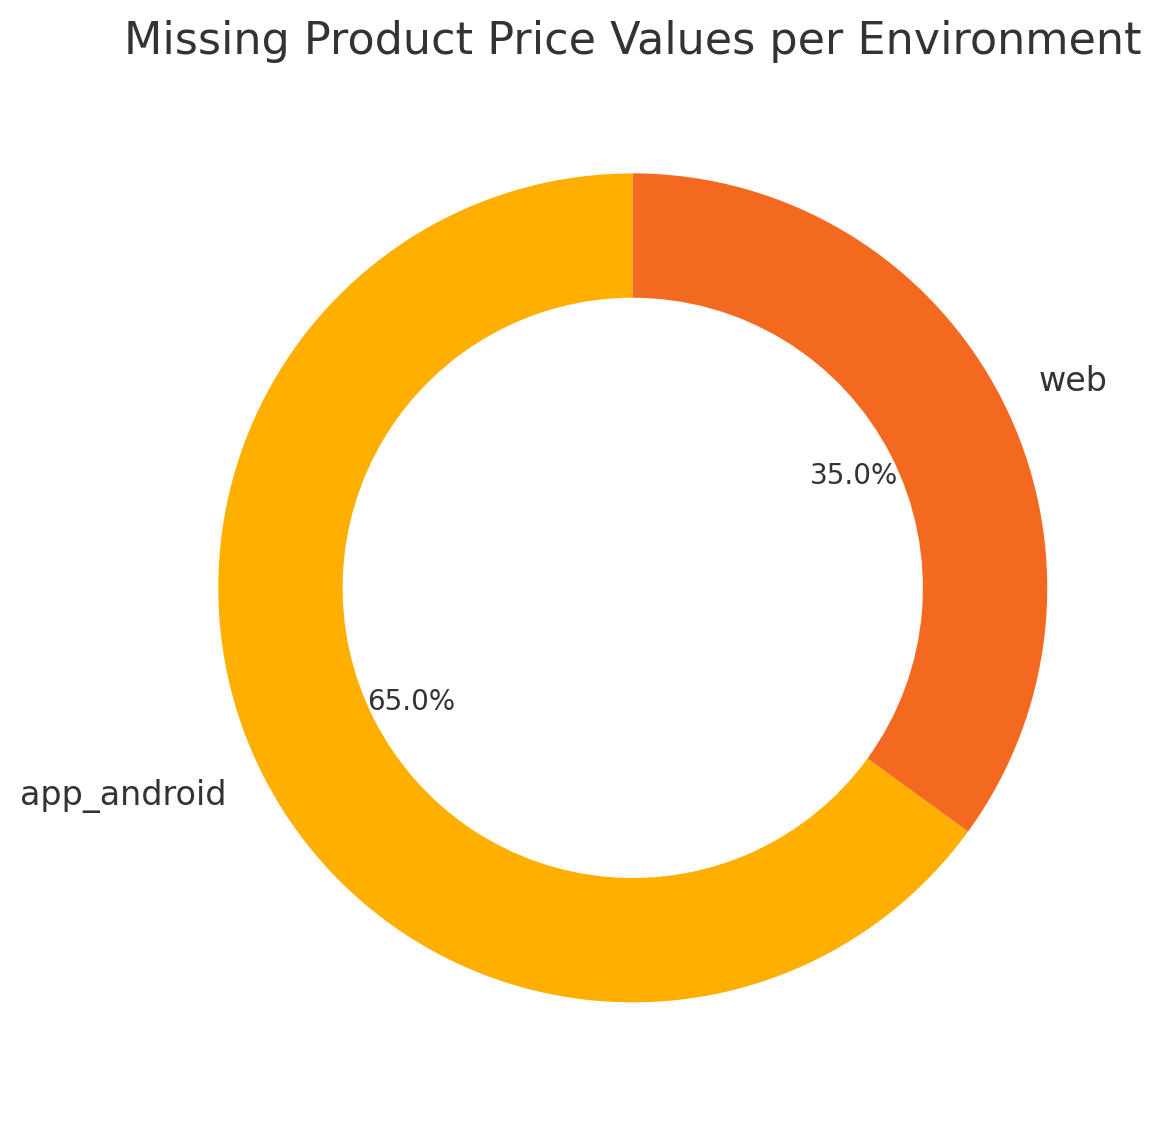 Missing Product Price Values per Environment
web
35.0%
65.0%
app_android